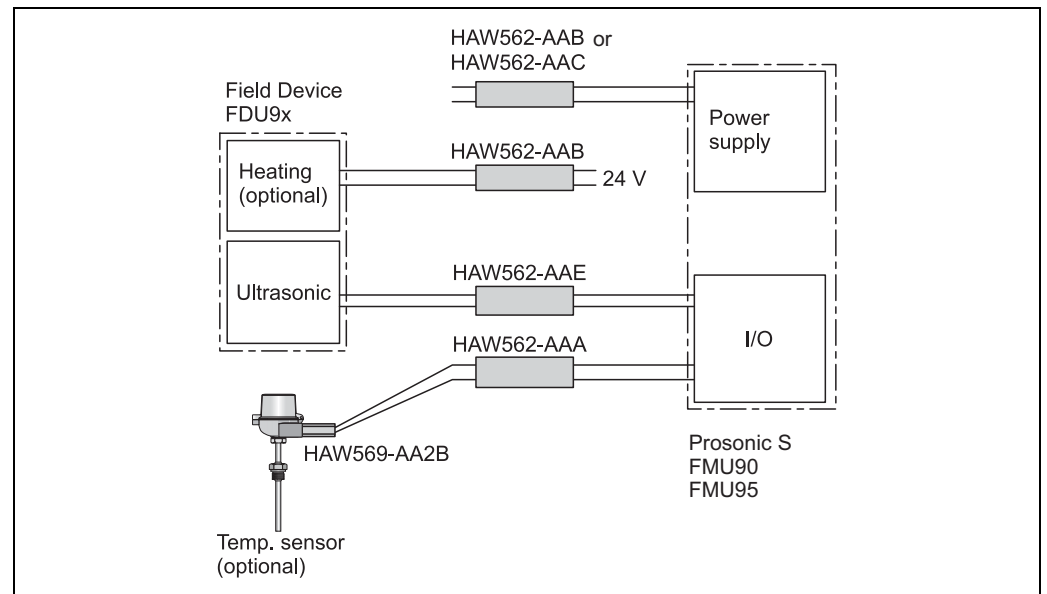 HAW562-AAB or
HAW562-AAC
Field Device
FDU9x
Power
supply
HAW562-AAB
Heating
(optional)
24 V
HAW562-AAE
Ultrasonic
I/O
HAW562-AAA
HAW569-AA2B
Prosonic S
FMU90
FMU95
Temp. sensor
(optional)